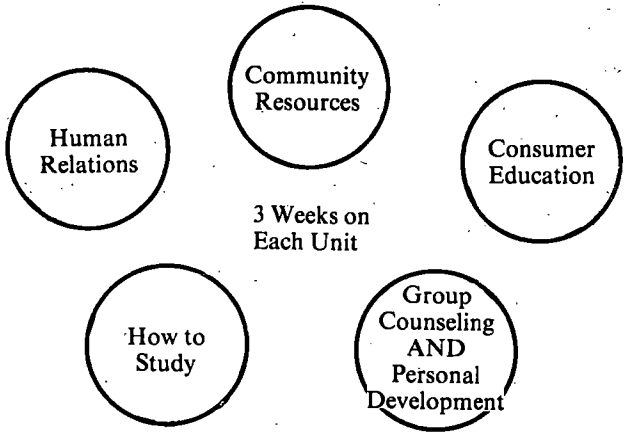 Community
Resources
Human
Relations
Consumer
Education
3 Weeks on
Each Unit
How to
Study
Group
Counseling
AND
Personal
Development